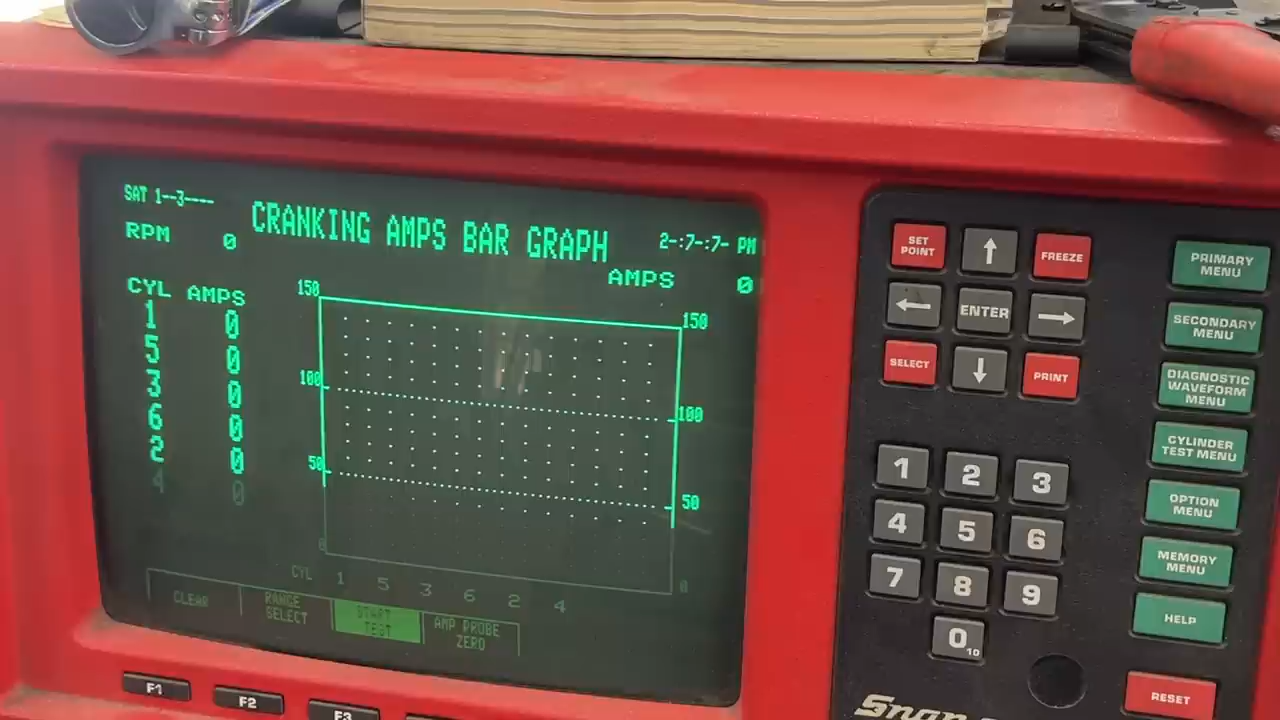 SAT 1--3----
CRANKING AMPS BAR GRAPH
2-:7-:7- PM
RPM 0
AMPS 0
CYL AMPS
1 0
5 0
3 0
6 0
2 0
4 0
150
100
50
0
150
100
50
0
CYL 1 5 3 6 2 4
CLEAR
RANGE
SELECT
START
TEST
AMP PROBE
ZERO
F1
F2
F3
SET
POINT
↑
FREEZE
←
ENTER
→
SELECT
↓
PRINT
1 2 3
4 5 6
7 8 9
0 10
PRIMARY
MENU
SECONDARY
MENU
DIAGNOSTIC
WAVEFORM
MENU
CYLINDER
TEST MENU
OPTION
MENU
MEMORY
MENU
HELP
RESET
Snap